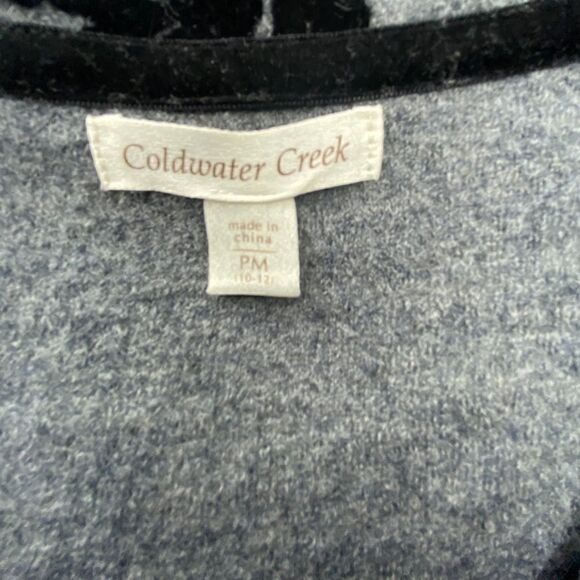 Coldwater Creek
made in
china
PM
(10-12)